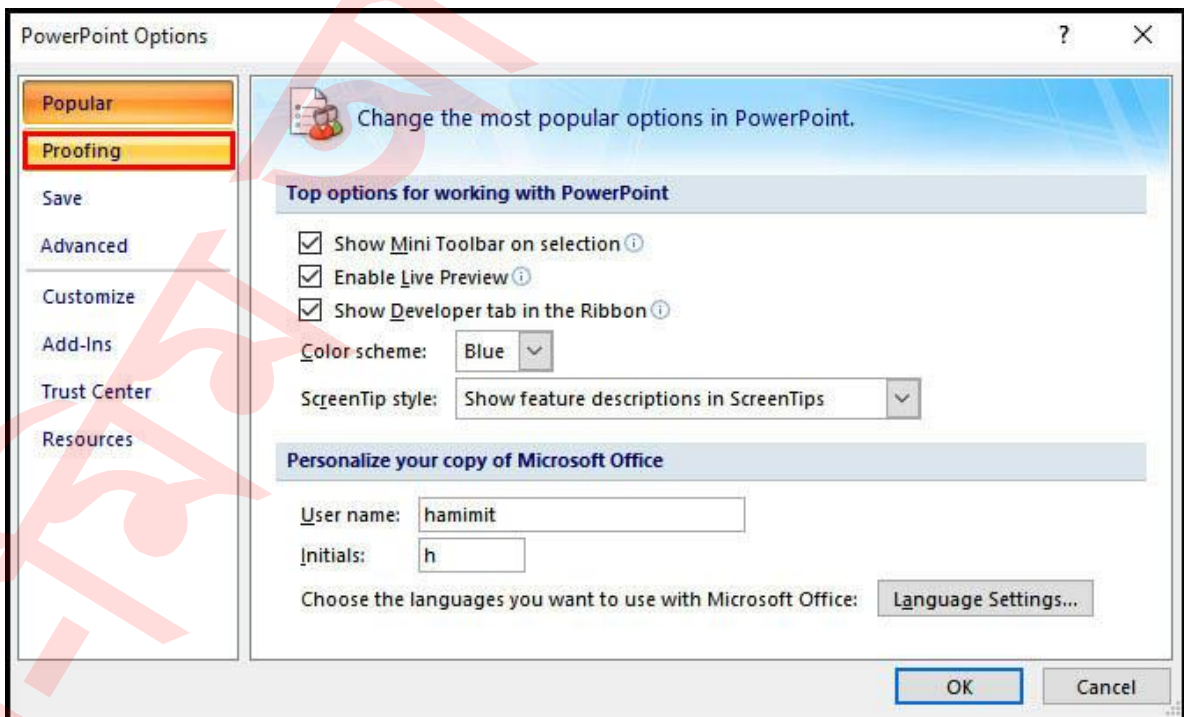 PowerPoint Options
?
Popular
Proofing
Save
Advanced
Customize
Add-Ins
Trust Center
Resources
Change the most popular options in PowerPoint.
Top options for working with PowerPoint
Show Mini Toolbar on selection
Enable Live Preview
Show Developer tab in the Ribbon
Color scheme: Blue
ScreenTip style: Show feature descriptions in ScreenTips
Personalize your copy of Microsoft Office
User name: hamimit
Initials: h
Choose the languages you want to use with Microsoft Office: Language Settings...
OK Cancel